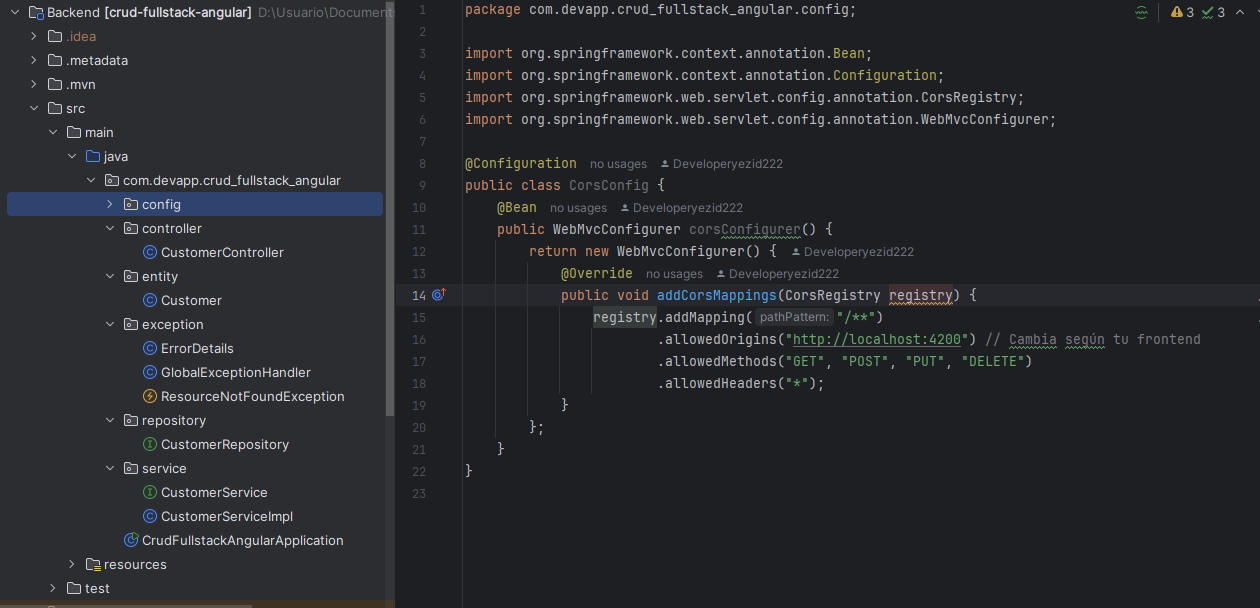 Backend [crud-fullstack-angular] D:\Usuario\Document
.idea
.metadata
.mvn
src
main
java
com.devapp.crud_fullstack_angular
config
controller
CustomerController
entity
Customer
exception
ErrorDetails
GlobalExceptionHandler
ResourceNotFoundException
repository
CustomerRepository
service
CustomerService
CustomerServiceImpl
CrudFullstackAngularApplication
resources
test
3 3
1 package com.devapp.crud_fullstack_angular.config;
2
3 import org.springframework.context.annotation.Bean;
4 import org.springframework.context.annotation.Configuration;
5 import org.springframework.web.servlet.config.annotation.CorsRegistry;
6 import org.springframework.web.servlet.config.annotation.WebMvcConfigurer;
7
8 @Configuration no usages Developeryezid222
9 public class CorsConfig {
10 @Bean no usages Developeryezid222
11 public WebMvcConfigurer corsConfigurer() {
12 return new WebMvcConfigurer() { Developeryezid222
13 @Override no usages Developeryezid222
14 public void addCorsMappings(CorsRegistry registry) {
15 registry.addMapping( pathPattern: "/**")
16 .allowedOrigins("http://localhost:4200") // Cambia según tu frontend
17 .allowedMethods("GET", "POST", "PUT", "DELETE")
18 .allowedHeaders("*");
19 }
20 };
21 }
22 }
23